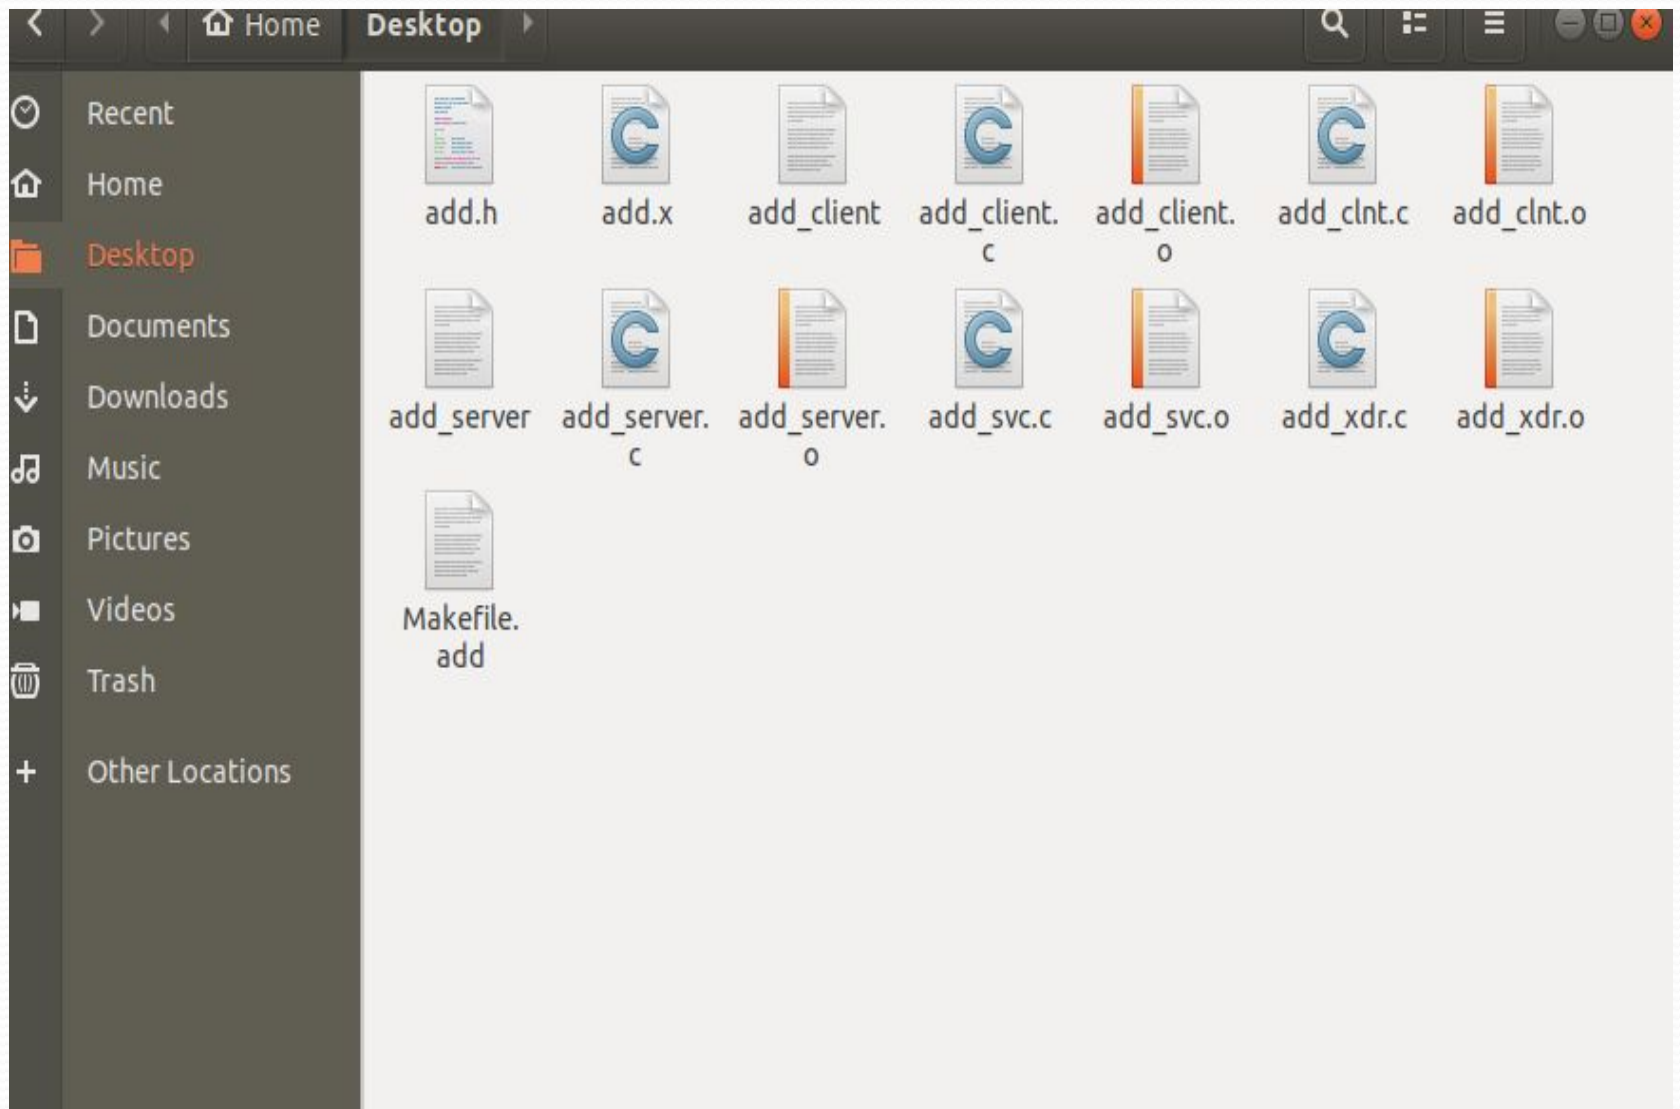 Home Desktop
Recent
Home
Desktop
Documents
Downloads
Music
Pictures
Videos
Trash
Other Locations
add.h add.x add_client add_client. add_client. add_clnt.c add_clnt.o
c o
add_server add_server. add_server. add_svc.c add_svc.o add_xdr.c add_xdr.o
c o
Makefile.
add